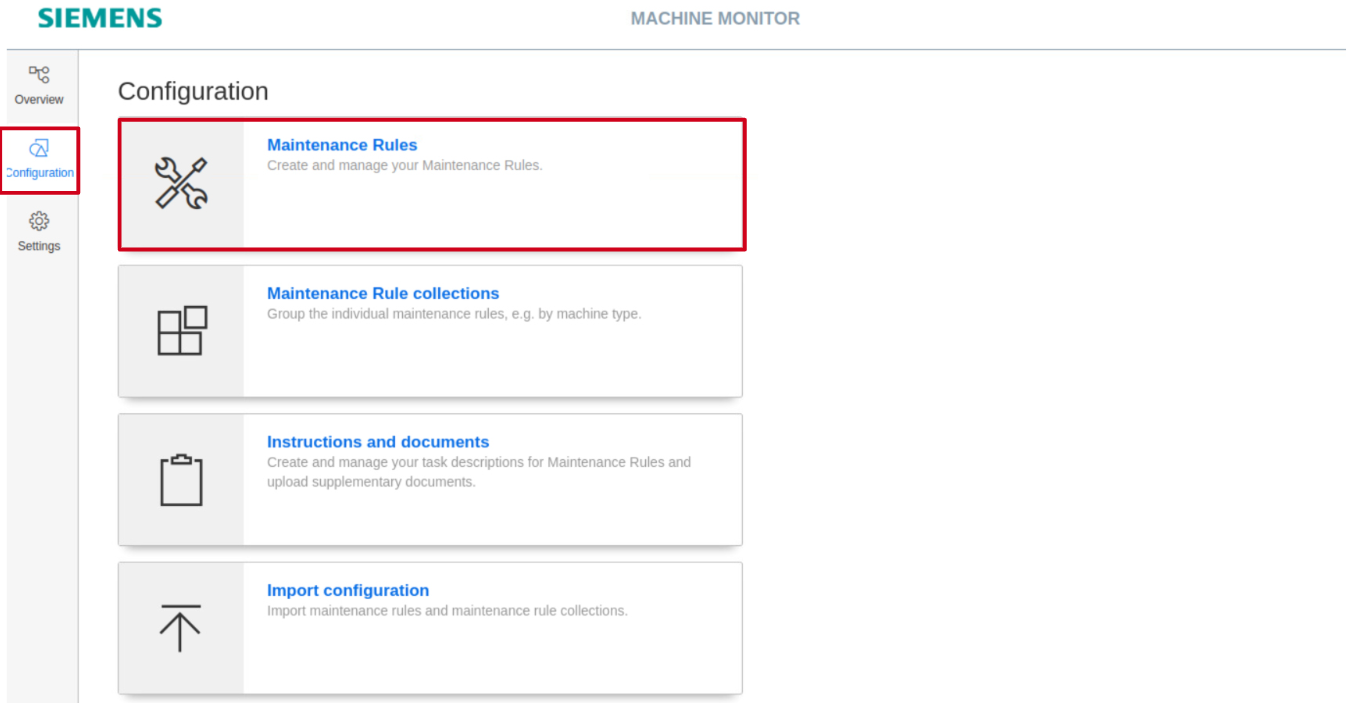 SIEMENS
MACHINE MONITOR
Overview
Configuration
Settings
Configuration
Maintenance Rules
Create and manage your Maintenance Rules.
Maintenance Rule collections
Group the individual maintenance rules, e.g. by machine type.
Instructions and documents
Create and manage your task descriptions for Maintenance Rules and
upload supplementary documents.
Import configuration
Import maintenance rules and maintenance rule collections.